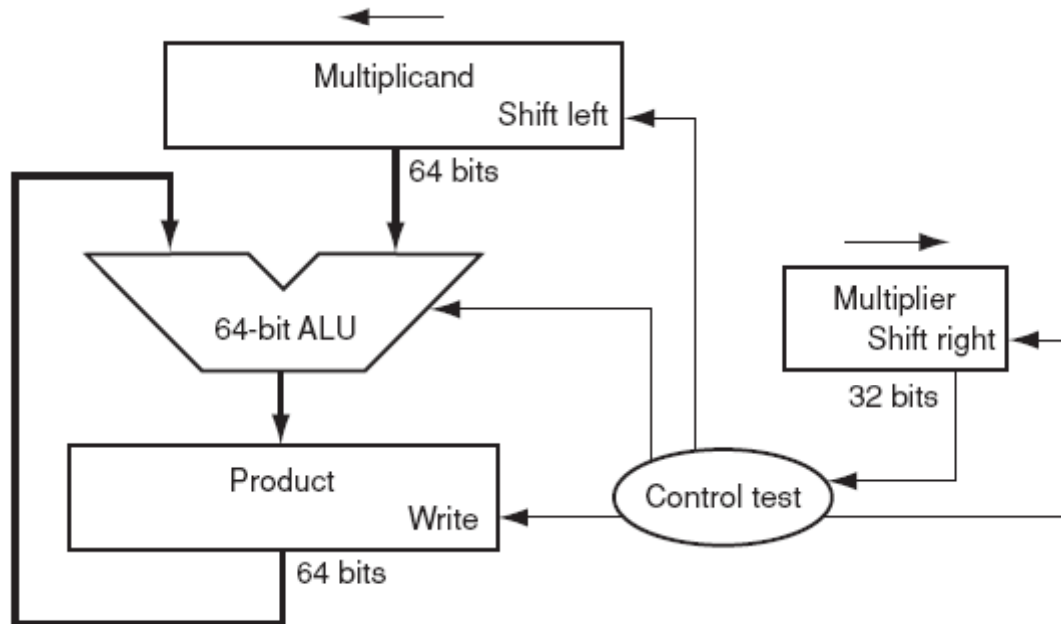 Multiplicand
Shift left
64 bits
64-bit ALU
Multiplier
Shift right
32 bits
Product
Write
Control test
64 bits